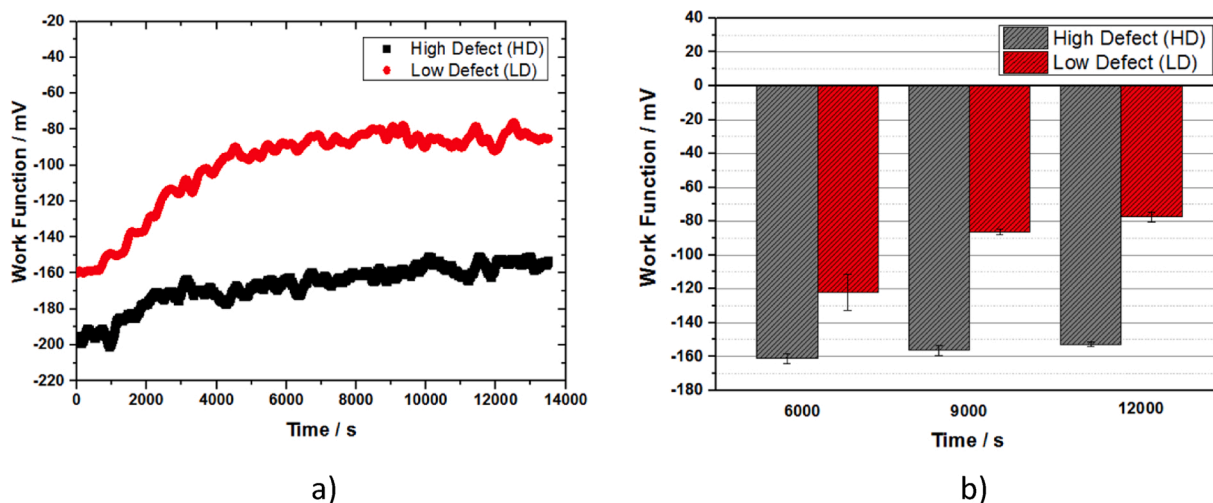 -20
-40
-60
-80
-100
-120
-140
-160
-180
-200
-220
Work Function / mV
High Defect (HD)
Low Defect (LD)
0 2000 4000 6000 8000 10000 12000 14000
Time / s
a)
40
20
0
-20
-40
-60
-80
-100
-120
-140
-160
-180
Work Function / mV
High Defect (HD)
Low Defect (LD)
6000 9000 12000
Time / s
b)